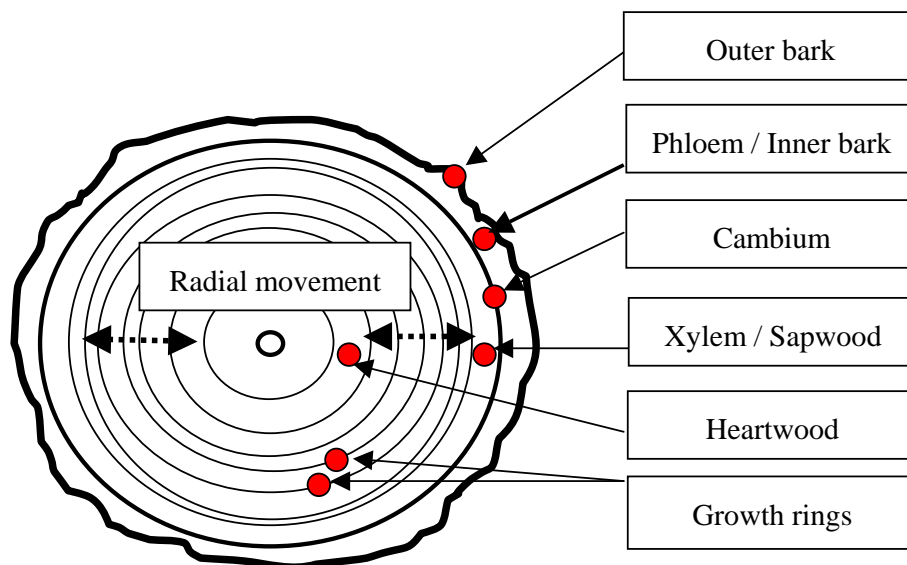 Outer bark
Phloem / Inner bark
Cambium
Radial movement
Xylem / Sapwood
Heartwood
Growth rings